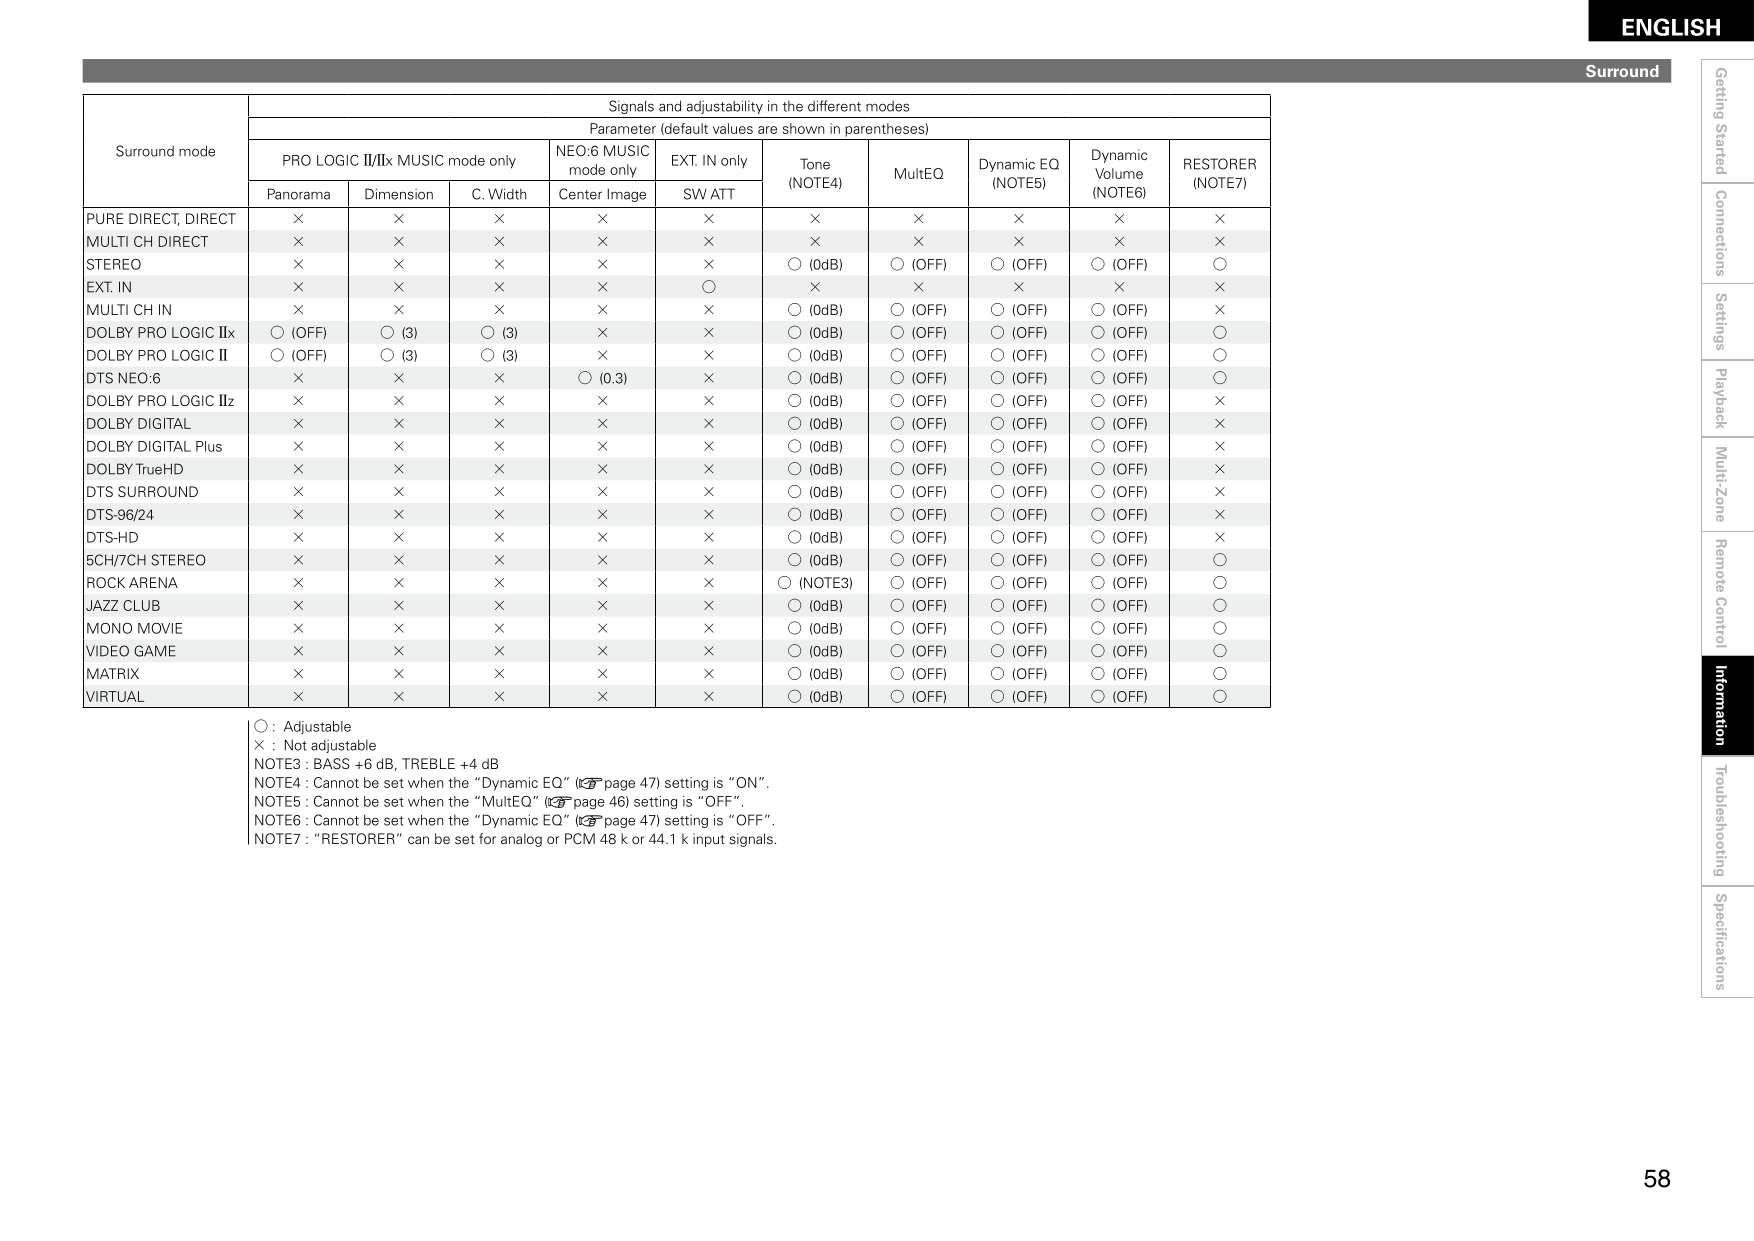 ENGLISH
Surround
Signals and adjustability in the different modes
Surround mode
Parameter (default values are shown in parentheses)
PRO LOGIC II/IIx MUSIC mode only
NEO:6 MUSIC mode only
EXT. IN only
Tone (NOTE4)
MultEQ
Dynamic EQ (NOTE5)
Dynamic Volume (NOTE6)
RESTORER (NOTE7)
Panorama Dimension C. Width Center Image SW ATT
PURE DIRECT, DIRECT × × × × × × × × × ×
MULTI CH DIRECT × × × × × × × × × ×
STEREO × × × × × ○ (0dB) ○ (OFF) ○ (OFF) ○ (OFF) ○
EXT. IN × × × × ○ × × × × ×
MULTI CH IN × × × × × ○ (0dB) ○ (OFF) ○ (OFF) ○ (OFF) ×
DOLBY PRO LOGIC IIx ○ (OFF) ○ (3) ○ (3) × × ○ (0dB) ○ (OFF) ○ (OFF) ○ (OFF) ○
DOLBY PRO LOGIC II ○ (OFF) ○ (3) ○ (3) × × ○ (0dB) ○ (OFF) ○ (OFF) ○ (OFF) ○
DTS NEO:6 × × × ○ (0.3) × ○ (0dB) ○ (OFF) ○ (OFF) ○ (OFF) ○
DOLBY PRO LOGIC IIz × × × × × ○ (0dB) ○ (OFF) ○ (OFF) ○ (OFF) ×
DOLBY DIGITAL × × × × × ○ (0dB) ○ (OFF) ○ (OFF) ○ (OFF) ×
DOLBY DIGITAL Plus × × × × × ○ (0dB) ○ (OFF) ○ (OFF) ○ (OFF) ×
DOLBY TrueHD × × × × × ○ (0dB) ○ (OFF) ○ (OFF) ○ (OFF) ×
DTS SURROUND × × × × × ○ (0dB) ○ (OFF) ○ (OFF) ○ (OFF) ×
DTS-96/24 × × × × × ○ (0dB) ○ (OFF) ○ (OFF) ○ (OFF) ×
DTS-HD × × × × × ○ (0dB) ○ (OFF) ○ (OFF) ○ (OFF) ×
5CH/7CH STEREO × × × × × ○ (0dB) ○ (OFF) ○ (OFF) ○ (OFF) ○
ROCK ARENA × × × × × ○ (NOTE3) ○ (OFF) ○ (OFF) ○ (OFF) ○
JAZZ CLUB × × × × × ○ (0dB) ○ (OFF) ○ (OFF) ○ (OFF) ○
MONO MOVIE × × × × × ○ (0dB) ○ (OFF) ○ (OFF) ○ (OFF) ○
VIDEO GAME × × × × × ○ (0dB) ○ (OFF) ○ (OFF) ○ (OFF) ○
MATRIX × × × × × ○ (0dB) ○ (OFF) ○ (OFF) ○ (OFF) ○
VIRTUAL × × × × × ○ (0dB) ○ (OFF) ○ (OFF) ○ (OFF) ○
○ : Adjustable
× : Not adjustable
NOTE3 : BASS +6 dB, TREBLE +4 dB
NOTE4 : Cannot be set when the “Dynamic EQ” (☞page 47) setting is “ON”.
NOTE5 : Cannot be set when the “MultEQ” (☞page 46) setting is “OFF”.
NOTE6 : Cannot be set when the “Dynamic EQ” (☞page 47) setting is “OFF”.
NOTE7 : “RESTORER” can be set for analog or PCM 48 k or 44.1 k input signals.
Getting Started
Connections
Settings
Playback
Multi-Zone
Remote Control
Information
Troubleshooting
Specifications
58